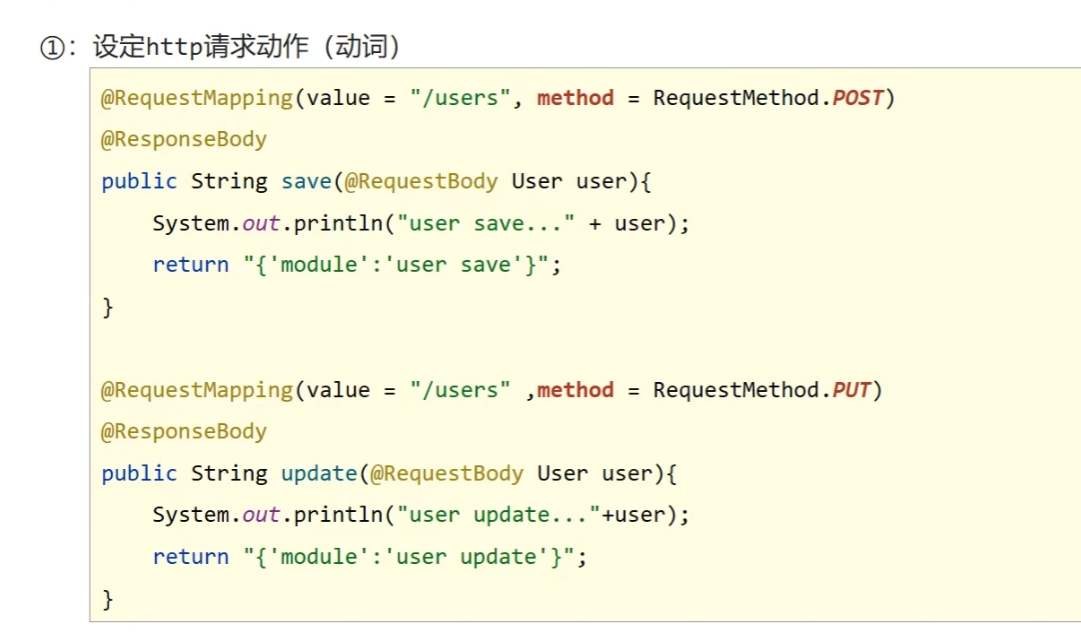 ①：设定http请求动作（动词）
@RequestMapping(value = "/users", method = RequestMethod.POST)
@ResponseBody
public String save(@RequestBody User user){
    System.out.println("user save..." + user);
    return "{'module':'user save'}";
}
@RequestMapping(value = "/users" ,method = RequestMethod.PUT)
@ResponseBody
public String update(@RequestBody User user){
    System.out.println("user update..."+user);
    return "{'module':'user update'}";
}